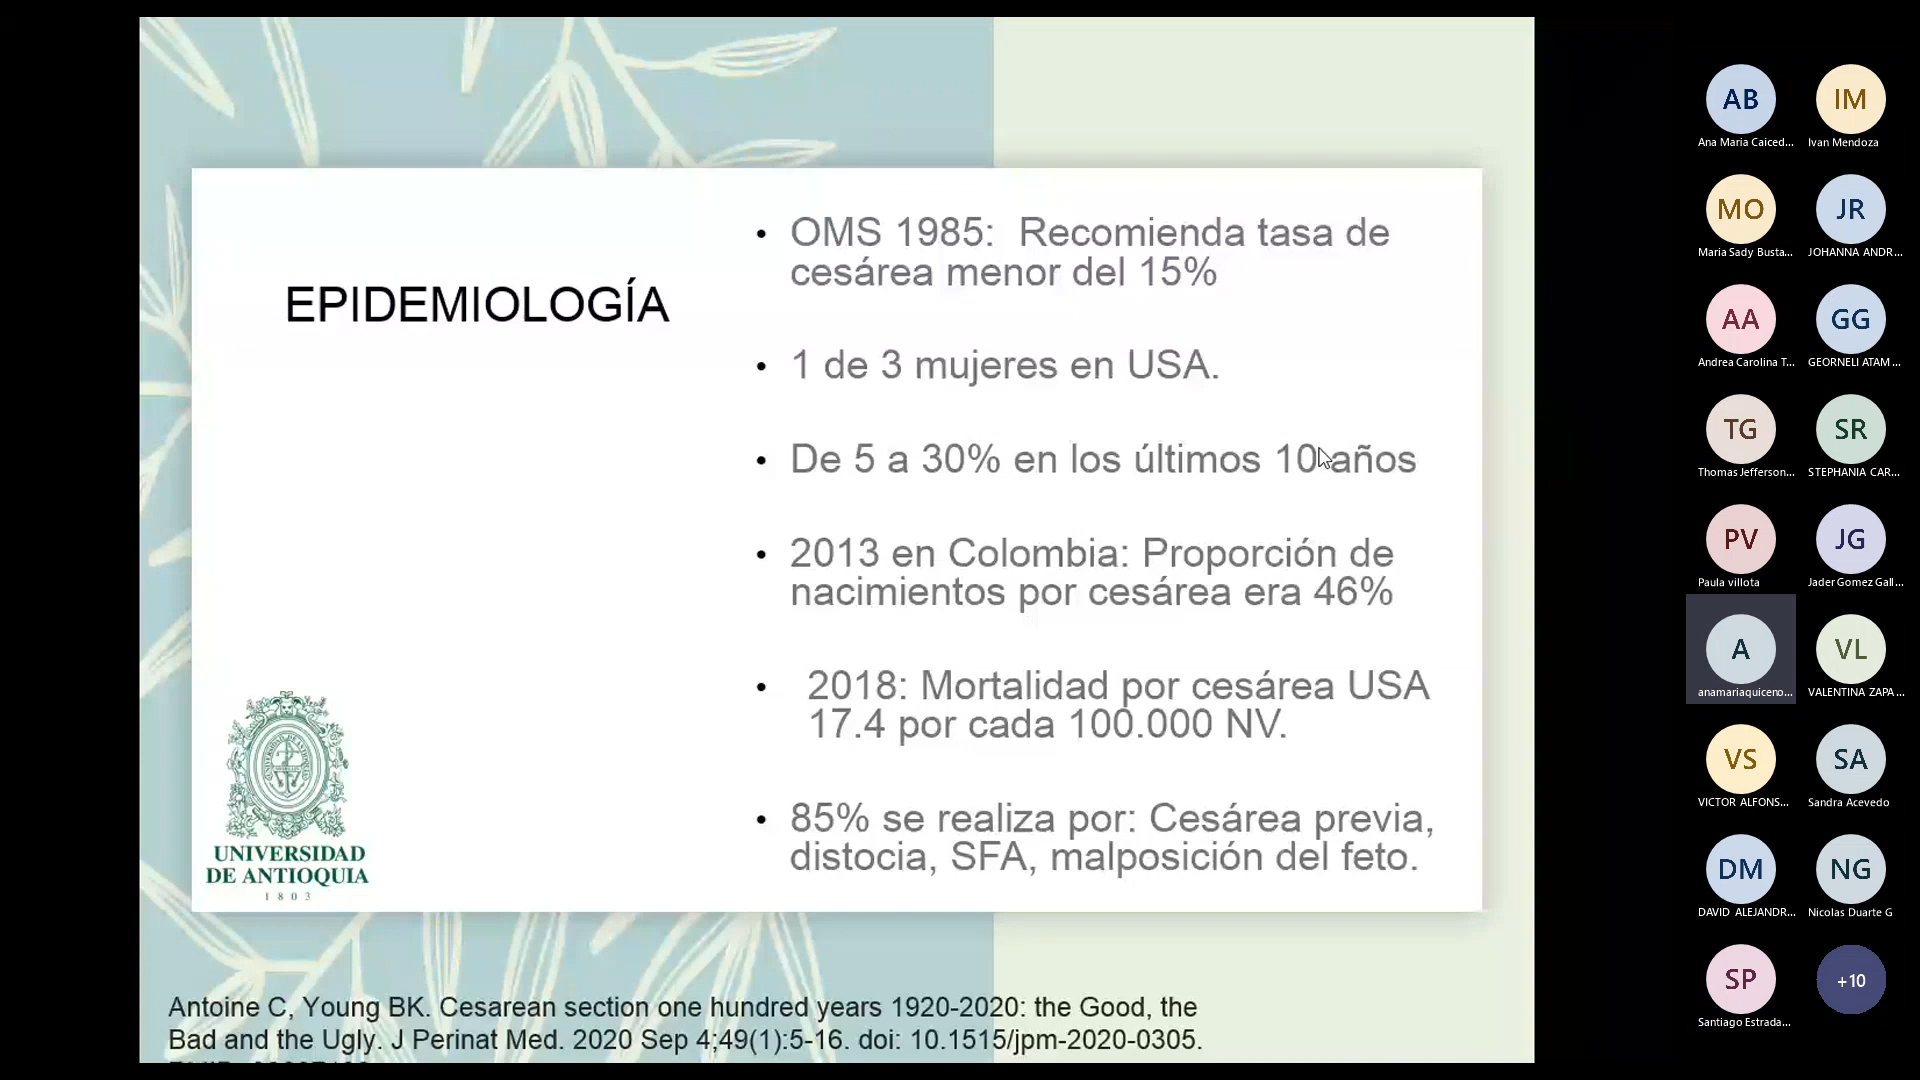 EPIDEMIOLOGÍA
• OMS 1985: Recomienda tasa de
cesárea menor del 15%
• 1 de 3 mujeres en USA.
• De 5 a 30% en los últimos 10 años
• 2013 en Colombia: Proporción de
nacimientos por cesárea era 46%
• 2018: Mortalidad por cesárea USA
17.4 por cada 100.000 NV.
• 85% se realiza por: Cesárea previa,
distocia, SFA, malposición del feto.
UNIVERSIDAD
DE ANTIOQUIA
1803
Antoine C, Young BK. Cesarean section one hundred years 1920-2020: the Good, the
Bad and the Ugly. J Perinat Med. 2020 Sep 4;49(1):5-16. doi: 10.1515/jpm-2020-0305.
AB
Ana Maria Caiced...
IM
Ivan Mendoza
MO
Maria Sady Busta...
JR
JOHANNA ANDR...
AA
Andrea Carolina T...
GG
GEORNELI ATAM...
TG
Thomas Jefferson...
SR
STEPHANIA CAR...
PV
Paula villota
JG
Jader Gomez Gall...
A
anamariaquiceno...
VL
VALENTINA ZAPA...
VS
VICTOR ALFONS...
SA
Sandra Acevedo
DM
DAVID ALEJANDR...
NG
Nicolas Duarte G
SP
Santiago Estrada...
+10